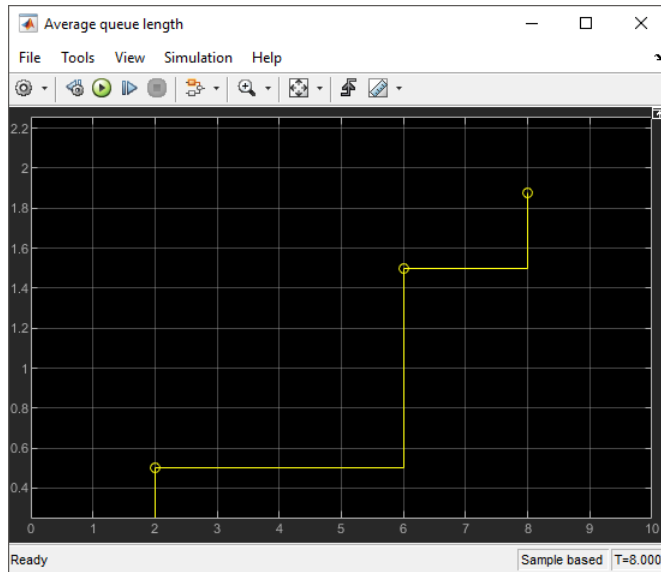 Average queue length
File Tools View Simulation Help
2.2
2
1.8
1.6
1.4
1.2
1
0.8
0.6
0.4
0 1 2 3 4 5 6 7 8 9 10
Ready Sample based T=8.000